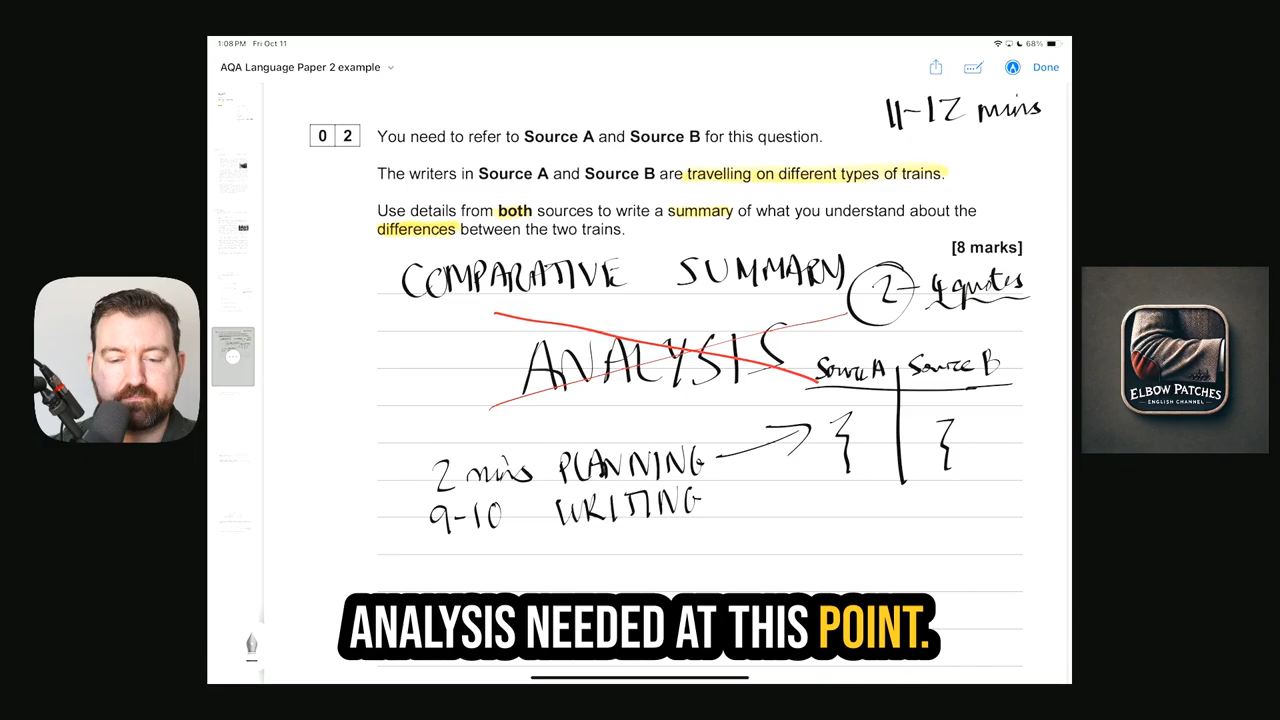 1:08 PM Fri Oct 11
68%
AQA Language Paper 2 example
Done
11-12 mins
0 2
You need to refer to Source A and Source B for this question.
The writers in Source A and Source B are travelling on different types of trains.
Use details from both sources to write a summary of what you understand about the
differences between the two trains.
[8 marks]
COMPARATIVE SUMMARY
2-4 quotes
ANALYSIS
Source A Source B
2 mins PLANNING
9-10 WRITING
ELBOW PATCHES
ENGLISH CHANNEL
ANALYSIS NEEDED AT THIS POINT.